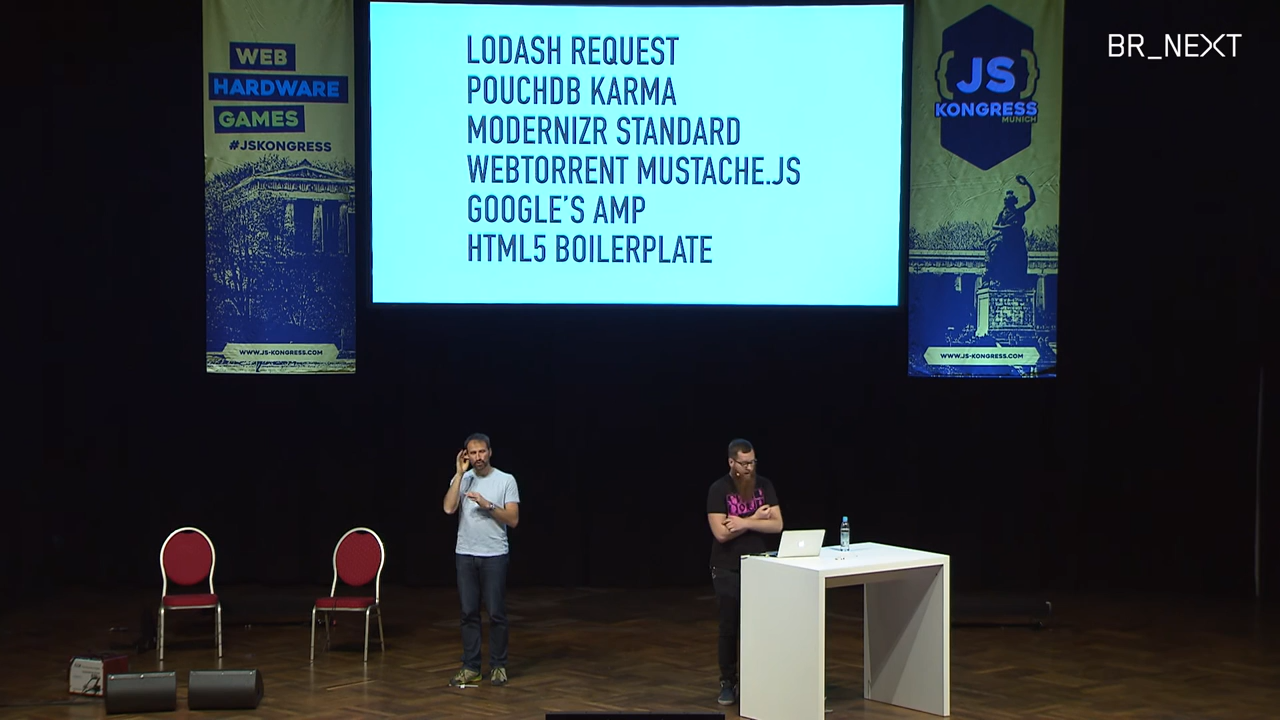 WEB
HARDWARE
GAMES
#JSKONGRESS
WWW.JS-KONGRESS.COM
LODASH REQUEST
POUCHDB KARMA
MODERNIZR STANDARD
WEBTORRENT MUSTACHE.JS
GOOGLE'S AMP
HTML5 BOILERPLATE
{JS}
KONGRESS
MUNICH
WWW.JS-KONGRESS.COM
BR_NEXT